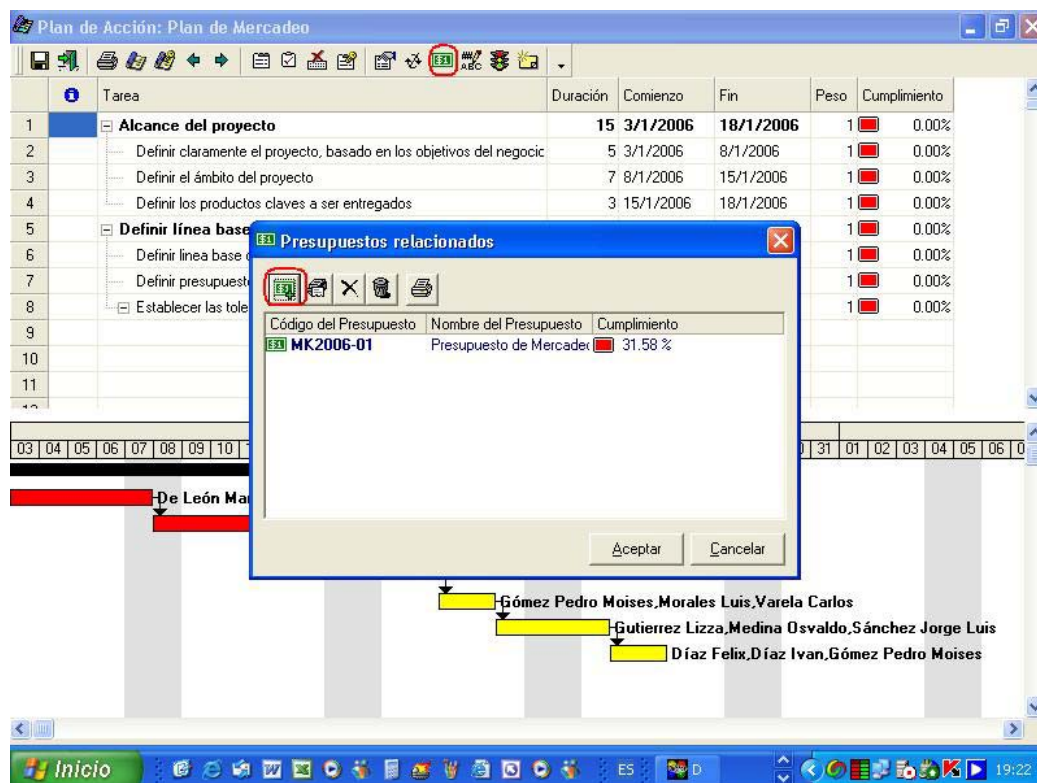 Plan de Acción: Plan de Mercadeo
Tarea Duración Comienzo Fin Peso Cumplimiento
1 Alcance del proyecto 15 3/1/2006 18/1/2006 1 0.00%
2 Definir claramente el proyecto, basado en los objetivos del negocic 5 3/1/2006 8/1/2006 1 0.00%
3 Definir el ámbito del proyecto 7 8/1/2006 15/1/2006 1 0.00%
4 Definir los productos claves a ser entregados 3 15/1/2006 18/1/2006 1 0.00%
5 Definir línea base 1 0.00%
6 Definir linea base 1 0.00%
7 Definir presupuest 1 0.00%
8 Establecer las tole 1 0.00%
9
10
11
Presupuestos relacionados
Código del Presupuesto Nombre del Presupuesto Cumplimiento
MK2006-01 Presupuesto de Mercadec 31.58 %
Aceptar Cancelar
03 04 05 06 07 08 09 10 31 01 02 03 04 05 06
De León Mar
Gómez Pedro Moises,Morales Luis,Varela Carlos
Gutierrez Lizza,Medina Osvaldo,Sánchez Jorge Luis
Díaz Felix,Díaz Ivan,Gómez Pedro Moises
Inicio ES D 19:22